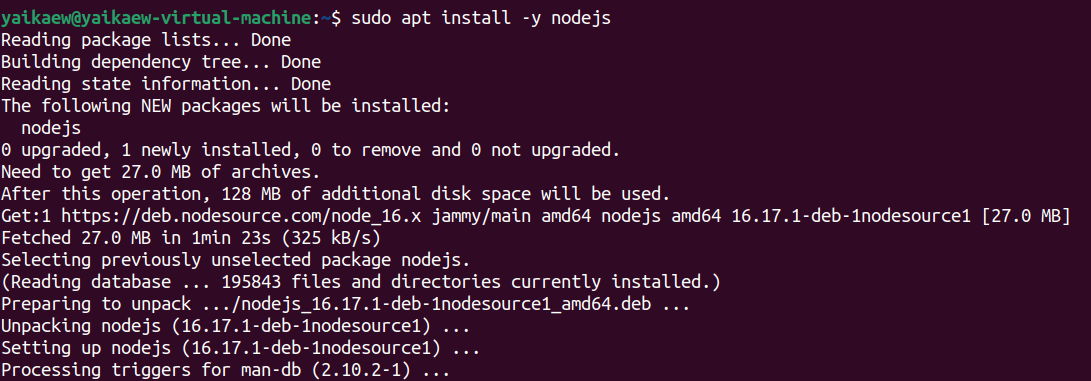 yaikaew@yaikaew-virtual-machine:~$ sudo apt install -y nodejs
Reading package lists... Done
Building dependency tree... Done
Reading state information... Done
The following NEW packages will be installed:
  nodejs
0 upgraded, 1 newly installed, 0 to remove and 0 not upgraded.
Need to get 27.0 MB of archives.
After this operation, 128 MB of additional disk space will be used.
Get:1 https://deb.nodesource.com/node_16.x jammy/main amd64 nodejs amd64 16.17.1-deb-1nodesource1 [27.0 MB]
Fetched 27.0 MB in 1min 23s (325 kB/s)
Selecting previously unselected package nodejs.
(Reading database ... 195843 files and directories currently installed.)
Preparing to unpack .../nodejs_16.17.1-deb-1nodesource1_amd64.deb ...
Unpacking nodejs (16.17.1-deb-1nodesource1) ...
Setting up nodejs (16.17.1-deb-1nodesource1) ...
Processing triggers for man-db (2.10.2-1) ...